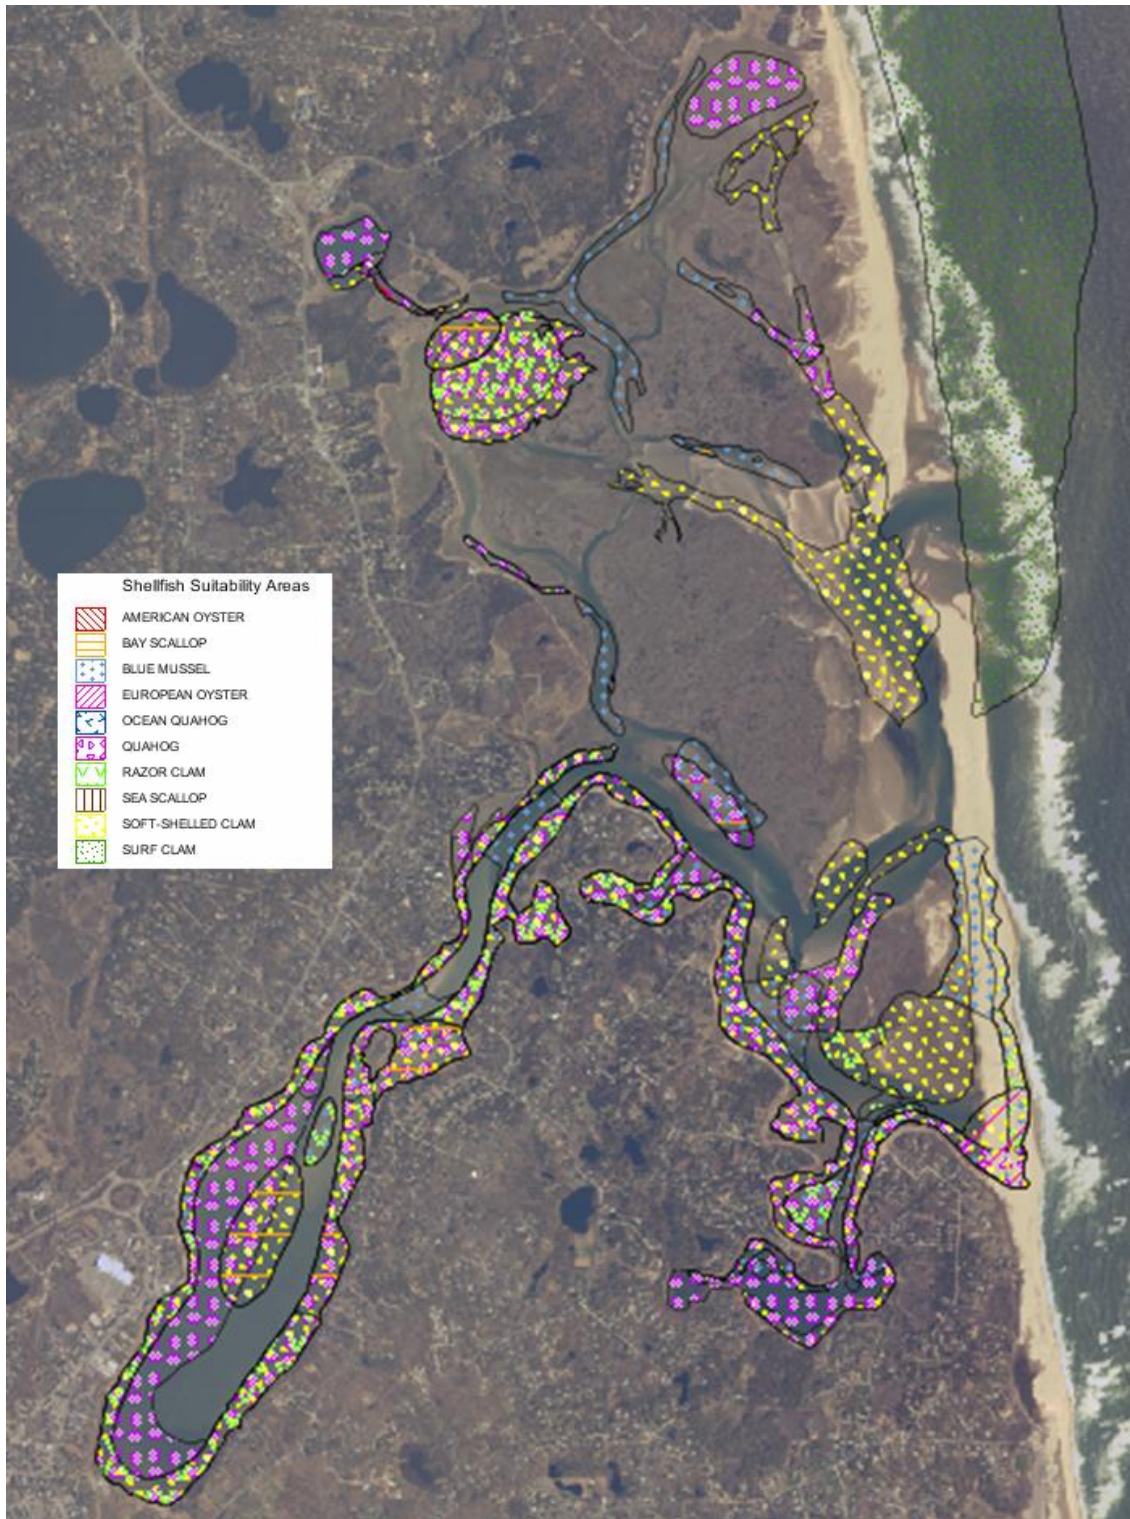 Shellfish Suitability Areas
AMERICAN OYSTER
BAY SCALLOP
BLUE MUSSEL
EUROPEAN OYSTER
OCEAN QUAHOG
QUAHOG
RAZOR CLAM
SEA SCALLOP
SOFT-SHELLED CLAM
SURF CLAM